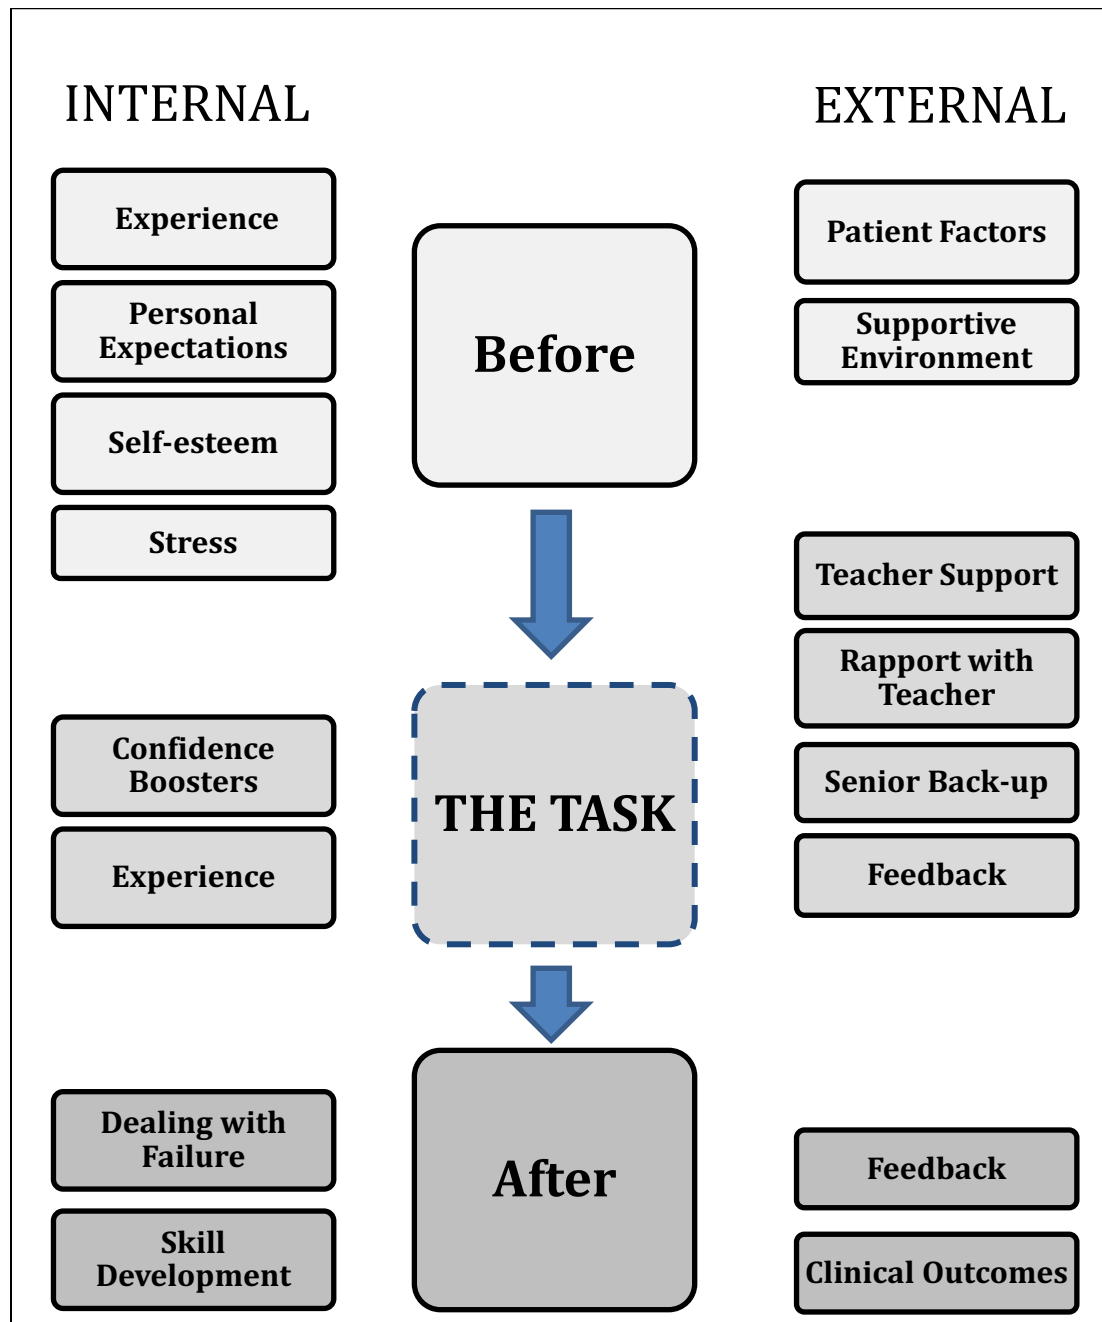 INTERNAL
EXTERNAL
Experience
Personal
Expectations
Self-esteem
Stress
Before
Patient Factors
Supportive
Environment
Teacher Support
Rapport with
Teacher
Senior Back-up
Feedback
Confidence
Boosters
Experience
THE TASK
Dealing with
Failure
Skill
Development
After
Feedback
Clinical Outcomes